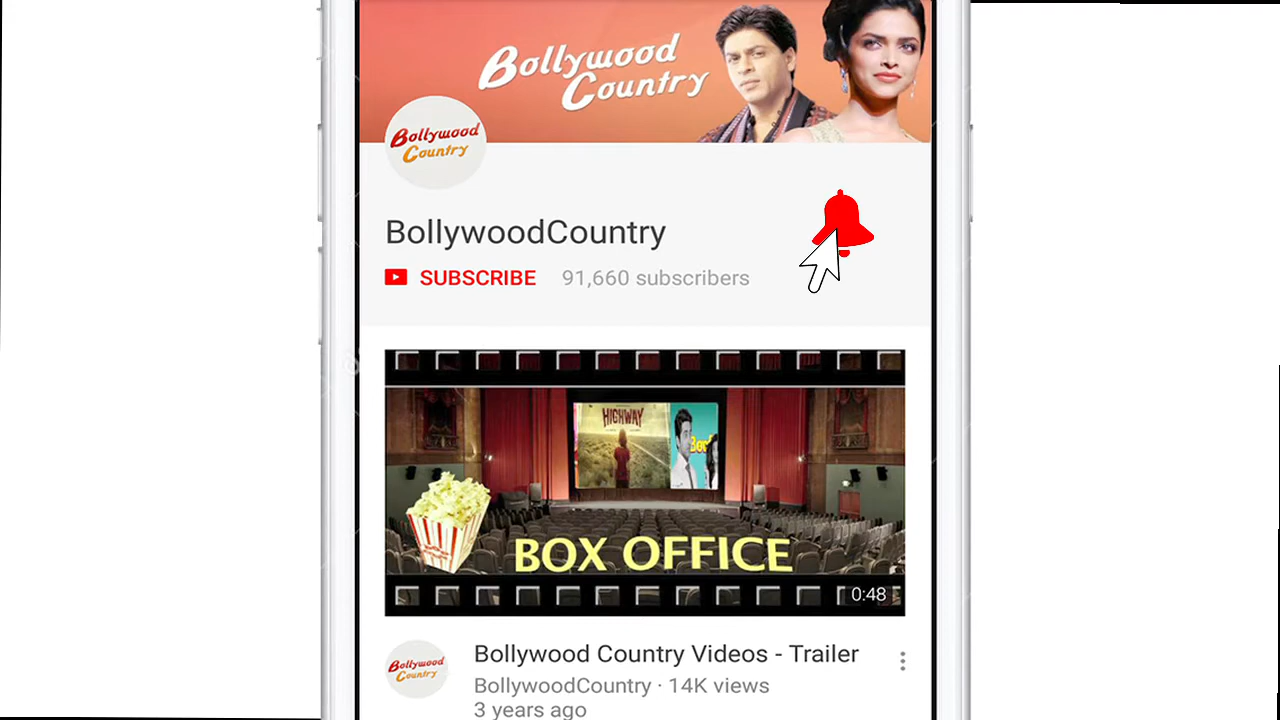 Bollywood
Country
Bollywood
Country
BollywoodCountry
SUBSCRIBE 91,660 subscribers
HIGHWAY
BOX OFFICE
0:48
Bollywood
Country
Bollywood Country Videos - Trailer
BollywoodCountry · 14K views
3 years ago